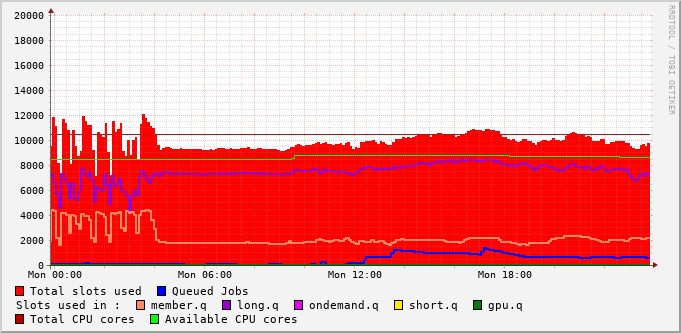 20000
18000
16000
14000
12000
10000
8000
6000
4000
2000
0
Mon 00:00 Mon 06:00 Mon 12:00 Mon 18:00
Total slots used Queued Jobs
Slots used in : member.q long.q ondemand.q short.q gpu.q
Total CPU cores Available CPU cores
RRDTOOL / TOBI OETIKER